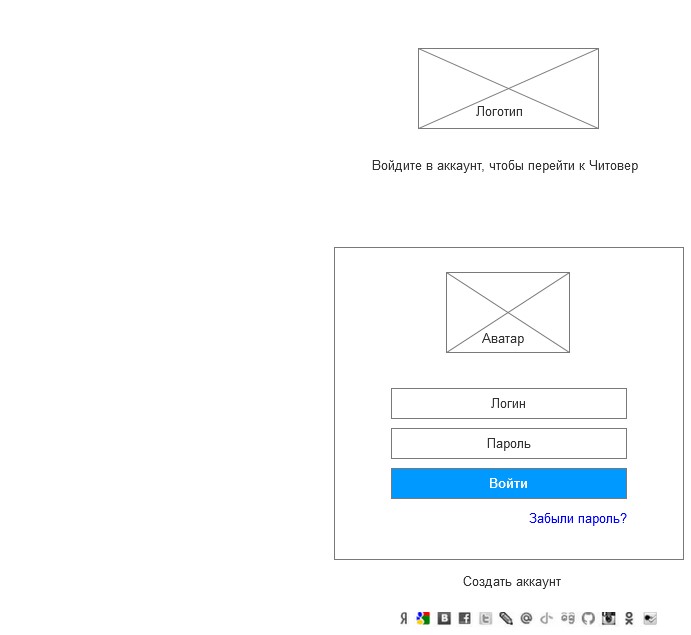 Логотип
Войдите в аккаунт, чтобы перейти к Читовер
Аватар
Логин
Пароль
Войти
Забыли пароль?
Создать аккаунт